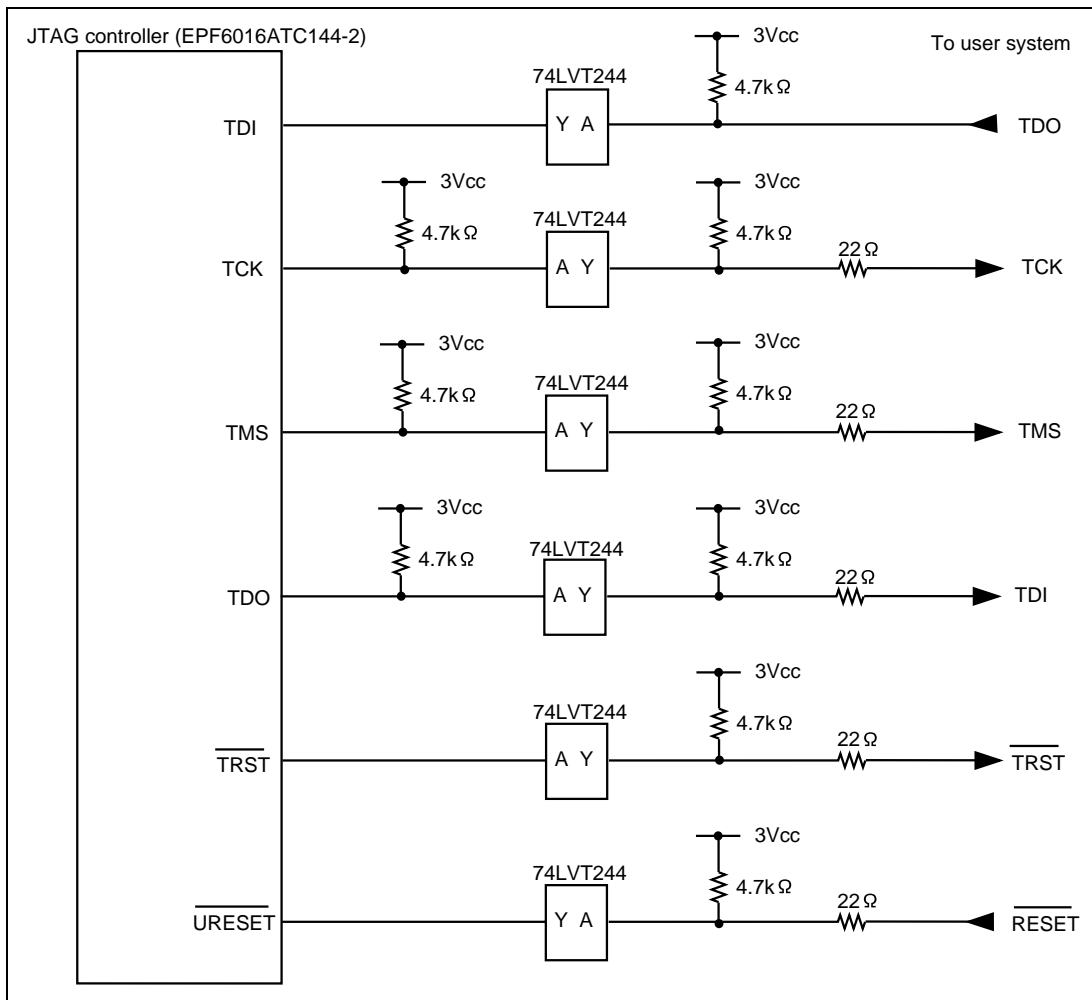 JTAG controller (EPF6016ATC144-2)
To user system
3Vcc
4.7kΩ
74LVT244
TDI
Y A
TDO
3Vcc
3Vcc
4.7kΩ
74LVT244
4.7kΩ
22Ω
TCK
A Y
TCK
3Vcc
3Vcc
4.7kΩ
74LVT244
4.7kΩ
22Ω
TMS
A Y
TMS
3Vcc
3Vcc
4.7kΩ
74LVT244
4.7kΩ
22Ω
TDO
A Y
TDI
3Vcc
74LVT244
4.7kΩ
22Ω
TRST
A Y
TRST
3Vcc
74LVT244
4.7kΩ
22Ω
URESET
Y A
RESET